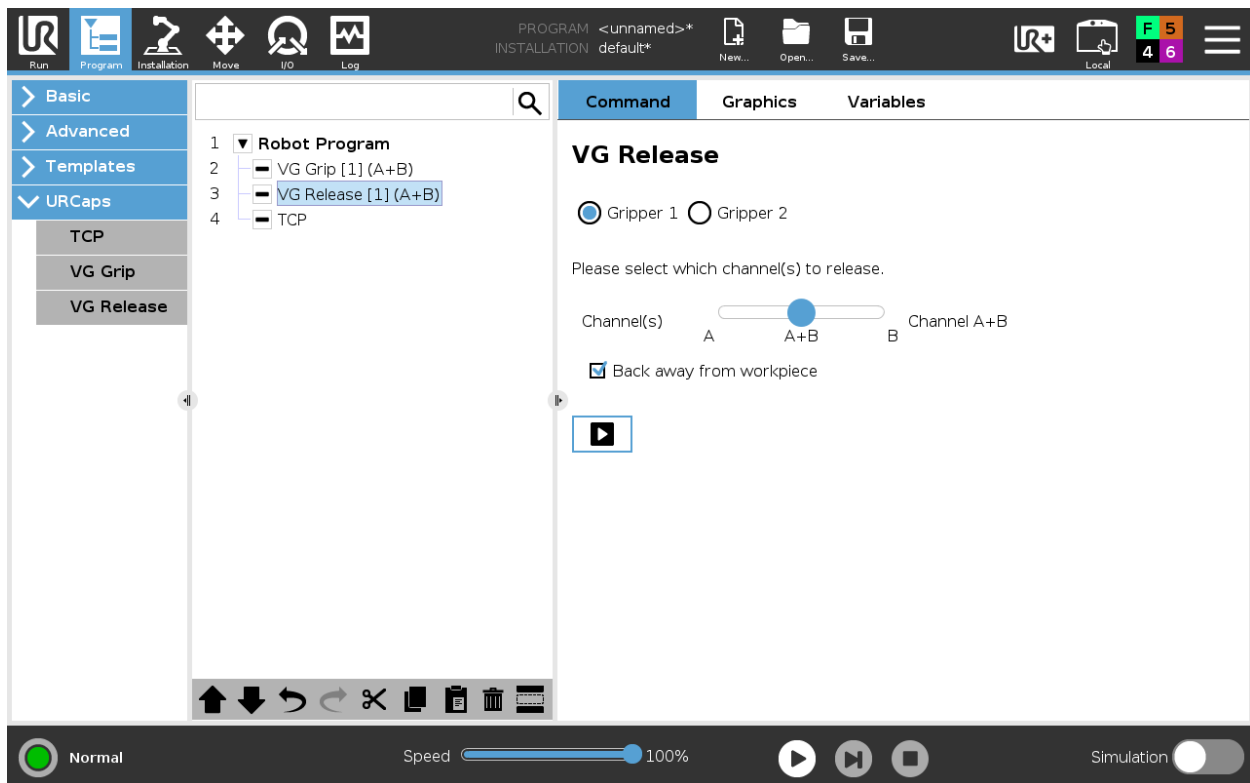 PROGRAM <unnamed>*
INSTALLATION default*
Run Program Installation Move I/O Log New... Open... Save... UR+ Local F 5 4 6
Basic
Advanced
Templates
URCaps
TCP
VG Grip
VG Release
1 Robot Program
2 VG Grip [1] (A+B)
3 VG Release [1] (A+B)
4 TCP
Command Graphics Variables
VG Release
Gripper 1 Gripper 2
Please select which channel(s) to release.
Channel(s) Channel A+B
A A+B B
Back away from workpiece
Normal Speed 100% Simulation